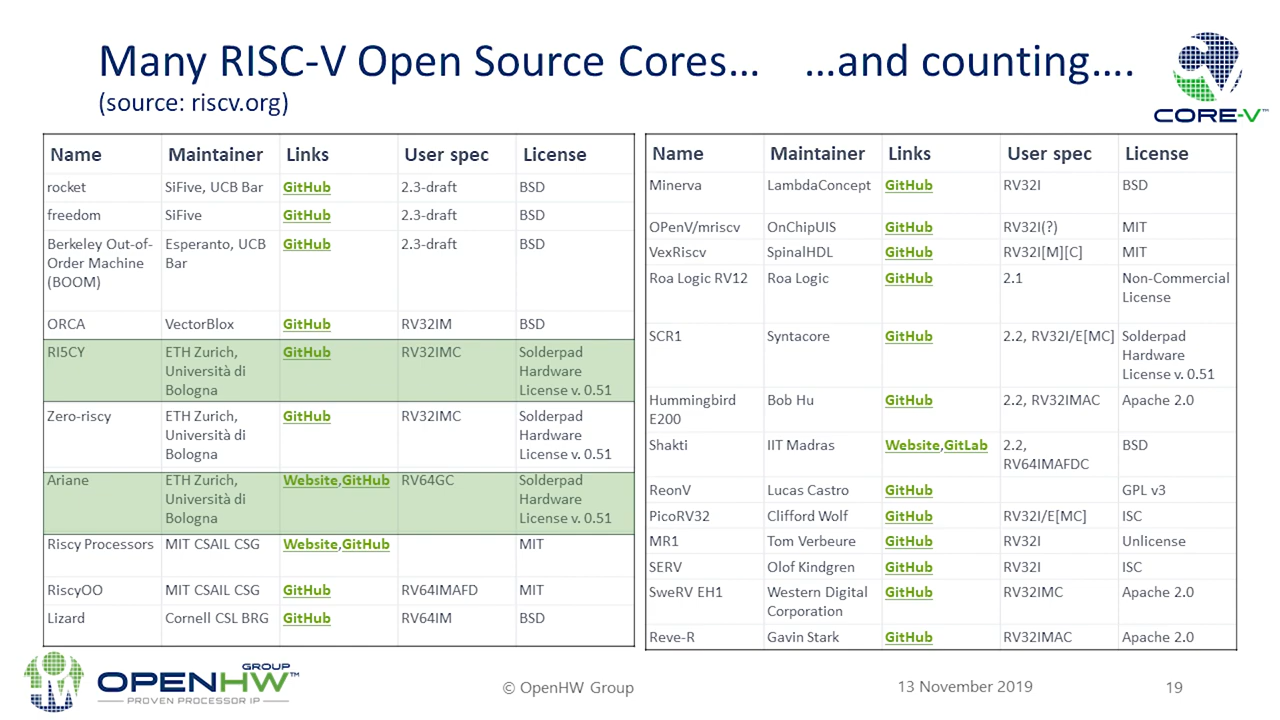 Many RISC-V Open Source Cores… …and counting….
(source: riscv.org)
CORE-V™
Name Maintainer Links User spec License
rocket SiFive, UCB Bar GitHub 2.3-draft BSD
freedom SiFive GitHub 2.3-draft BSD
Berkeley Out-of- Esperanto, UCB GitHub 2.3-draft BSD
Order Machine Bar
(BOOM)
ORCA VectorBlox GitHub RV32IM BSD
RI5CY ETH Zurich, GitHub RV32IMC Solderpad
Università di Hardware
Bologna License v. 0.51
Zero-riscy ETH Zurich, GitHub RV32IMC Solderpad
Università di Hardware
Bologna License v. 0.51
Ariane ETH Zurich, Website,GitHub RV64GC Solderpad
Università di Hardware
Bologna License v. 0.51
Riscy Processors MIT CSAIL CSG Website,GitHub MIT
RiscyOO MIT CSAIL CSG GitHub RV64IMAFD MIT
Lizard Cornell CSL BRG GitHub RV64IM BSD
Name Maintainer Links User spec License
Minerva LambdaConcept GitHub RV32I BSD
OPenV/mriscv OnChipUIS GitHub RV32I(?) MIT
VexRiscv SpinalHDL GitHub RV32I[M][C] MIT
Roa Logic RV12 Roa Logic GitHub 2.1 Non-Commercial
License
SCR1 Syntacore GitHub 2.2, RV32I/E[MC] Solderpad
Hardware
License v. 0.51
Hummingbird Bob Hu GitHub 2.2, RV32IMAC Apache 2.0
E200
Shakti IIT Madras Website,GitLab 2.2, BSD
RV64IMAFDC
ReonV Lucas Castro GitHub GPL v3
PicoRV32 Clifford Wolf GitHub RV32I/E[MC] ISC
MR1 Tom Verbeure GitHub RV32I Unlicense
SERV Olof Kindgren GitHub RV32I ISC
SweRV EH1 Western Digital GitHub RV32IMC Apache 2.0
Corporation
Reve-R Gavin Stark GitHub RV32IMAC Apache 2.0
GROUP
OPENHW™
PROVEN PROCESSOR IP
© OpenHW Group
13 November 2019
19